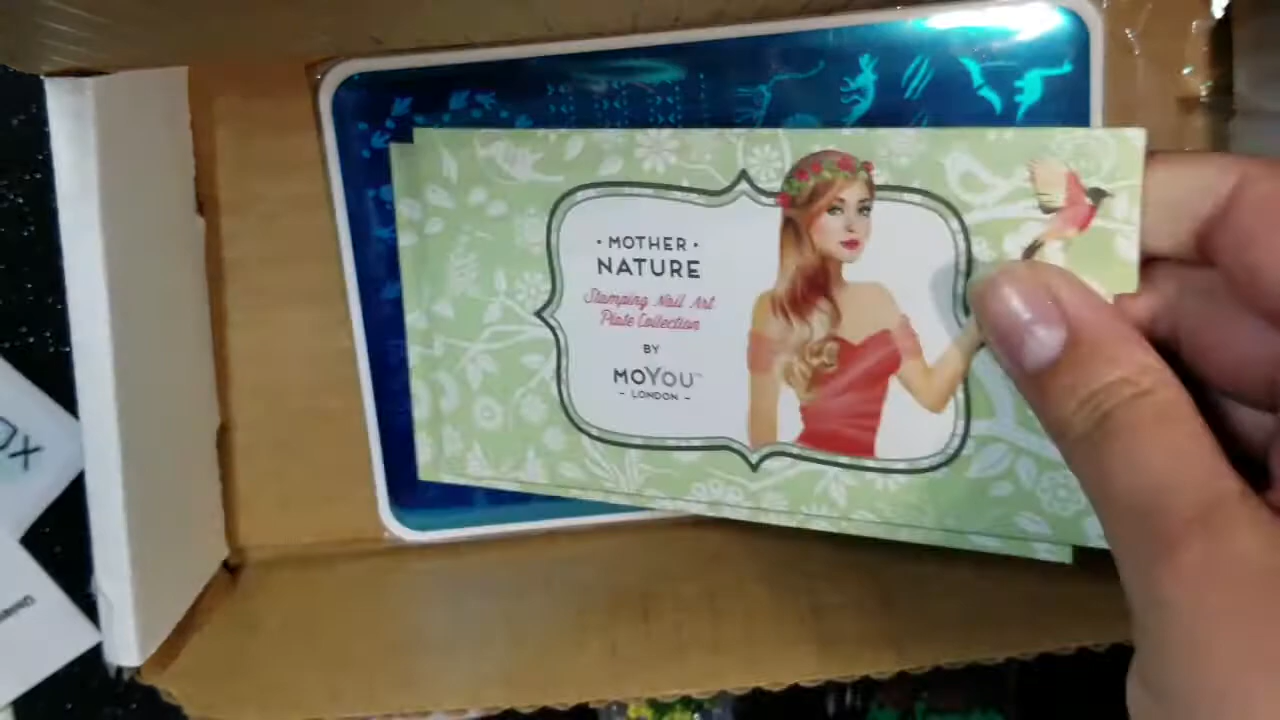 · MOTHER ·
NATURE
Stamping Nail Art
Plate Collection
BY
MOYOU™
- LONDON -